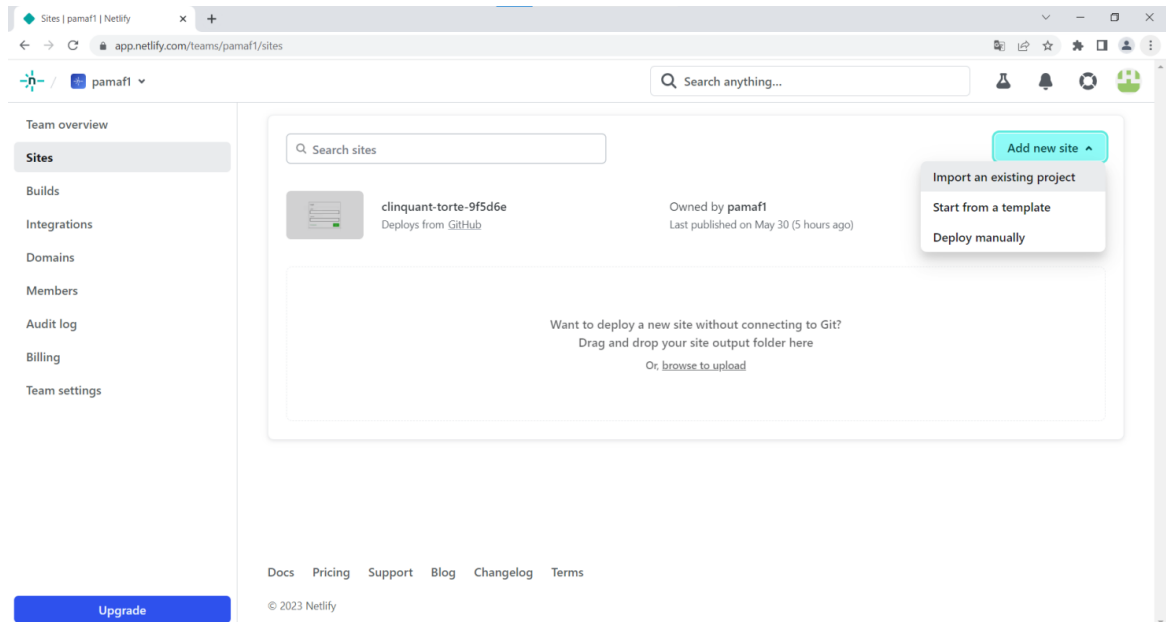 Sites | pamaf1 | Netlify
app.netlify.com/teams/pamaf1/sites
pamaf1
Search anything...
Team overview
Sites
Builds
Integrations
Domains
Members
Audit log
Billing
Team settings
Upgrade
Search sites
Add new site
Import an existing project
Start from a template
Deploy manually
clinquant-torte-9f5d6e
Deploys from GitHub
Owned by pamaf1
Last published on May 30 (5 hours ago)
Want to deploy a new site without connecting to Git?
Drag and drop your site output folder here
Or, browse to upload
Docs Pricing Support Blog Changelog Terms
© 2023 Netlify